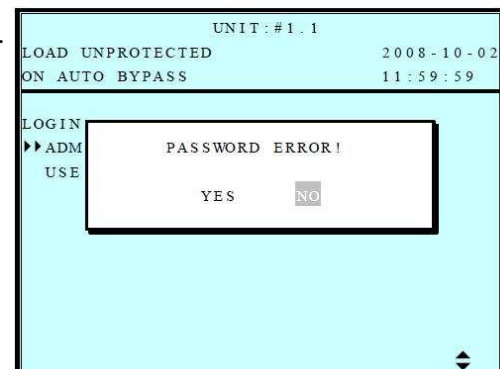 UNIT:#1.1
LOAD UNPROTECTED 2008-10-02
ON AUTO BYPASS 11:59:59
LOGIN
ADM
USE
PASSWORD ERROR!
YES NO